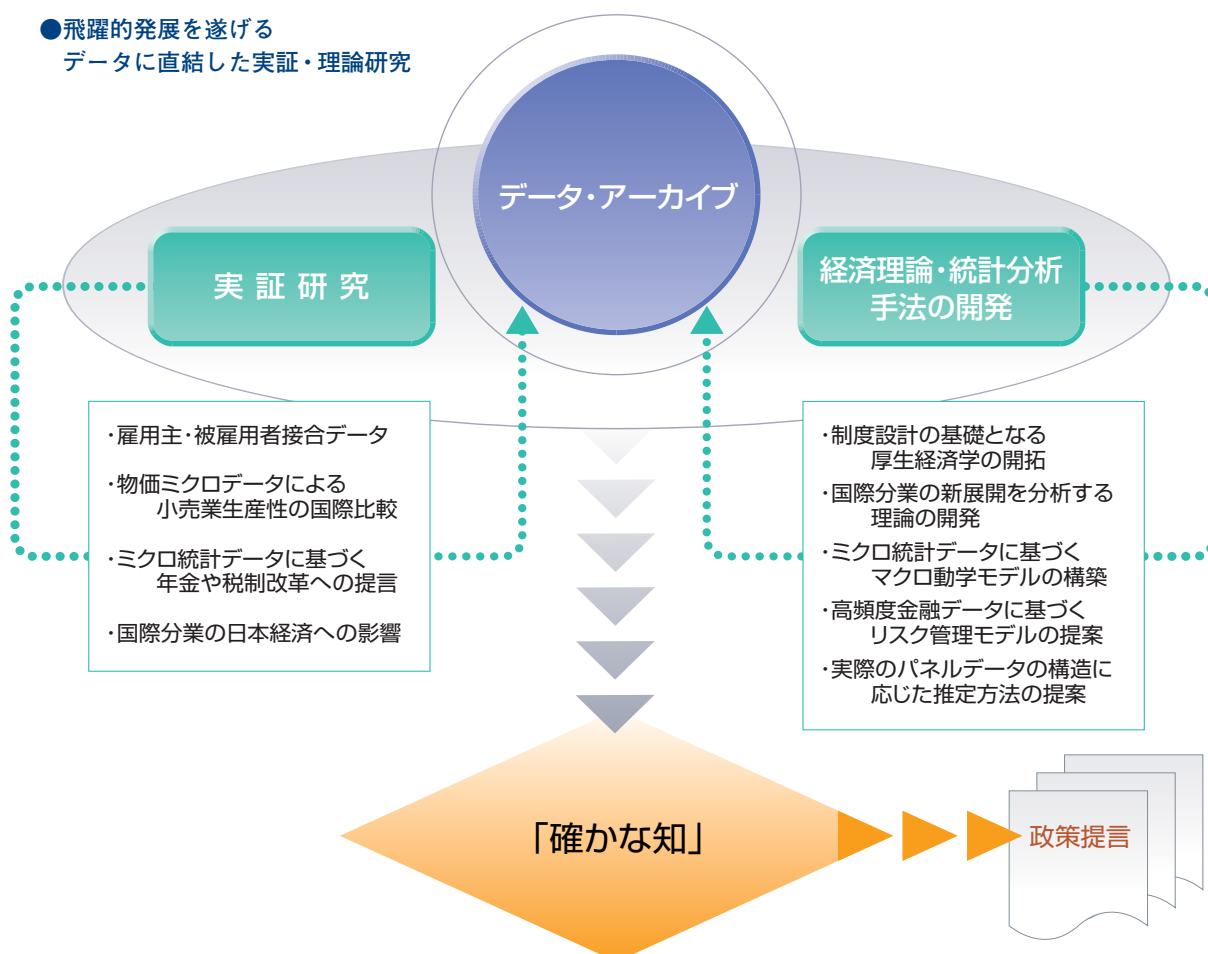 ●飛躍的発展を遂げる
データに直結した実証・理論研究
データ・アーカイブ
実証研究
経済理論・統計分析
手法の開発
・雇用主・被雇用者接合データ
・物価ミクロデータによる
小売業生産性の国際比較
・ミクロ統計データに基づく
年金や税制改革への提言
・国際分業の日本経済への影響
・制度設計の基礎となる
厚生経済学の開拓
・国際分業の新展開を分析する
理論の開発
・ミクロ統計データに基づく
マクロ動学モデルの構築
・高頻度金融データに基づく
リスク管理モデルの提案
・実際のパネルデータの構造に
応じた推定方法の提案
「確かな知」
政策提言